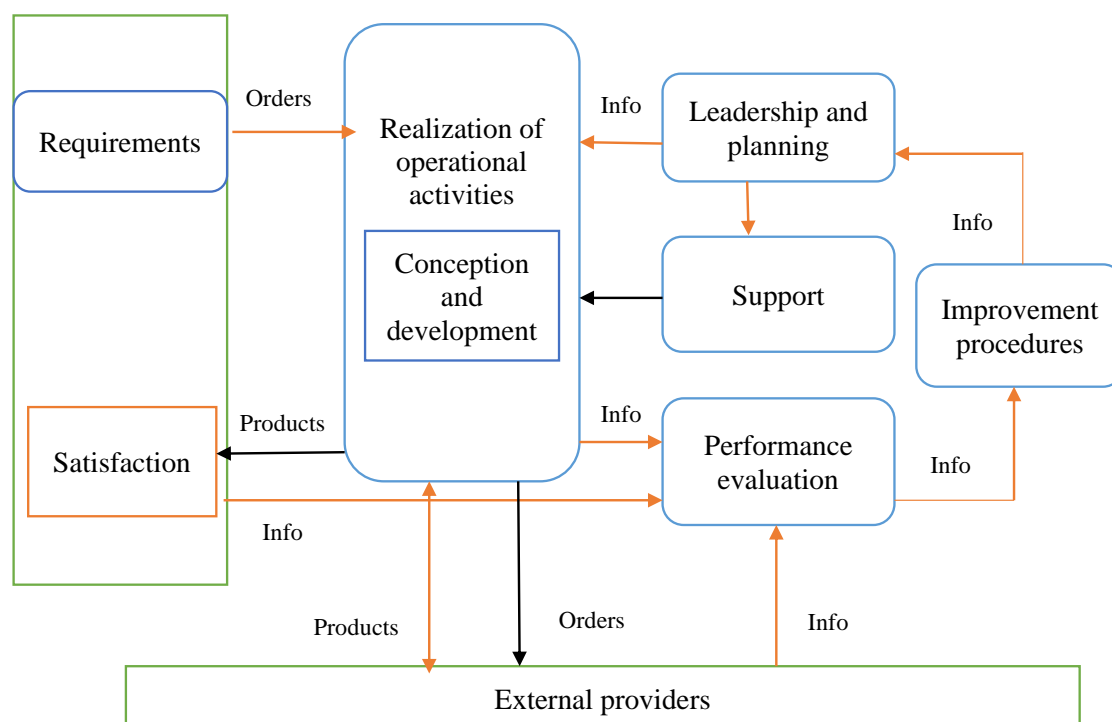 Orders
Info
Leadership and
planning
Requirements
Realization of
operational
activities
Info
Conception
and
development
Support
Improvement
procedures
Products
Info
Satisfaction
Performance
evaluation
Info
Info
Products
Orders
Info
External providers